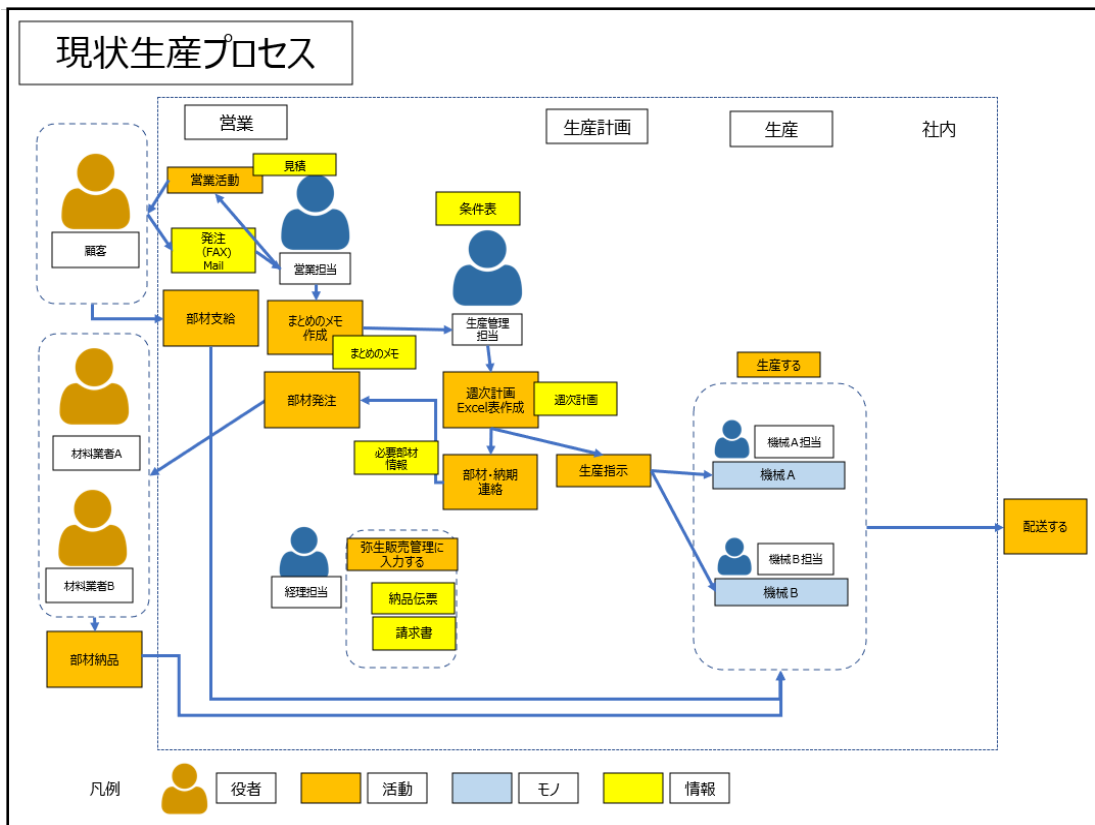 現状生産プロセス
営業
生産計画
生産
社内
見積
営業活動
条件表
発注
（FAX）
Mail
顧客
営業担当
部材支給
まとめのメモ
作成
まとめのメモ
生産管理
担当
生産する
部材発注
週次計画
Excel表作成
週次計画
機械A担当
機械A
材料業者A
必要部材
情報
部材・納期
連絡
生産指示
配送する
弥生販売管理に
入力する
機械B担当
機械B
材料業者B
経理担当
納品伝票
請求書
部材納品
凡例
役者
活動
モノ
情報